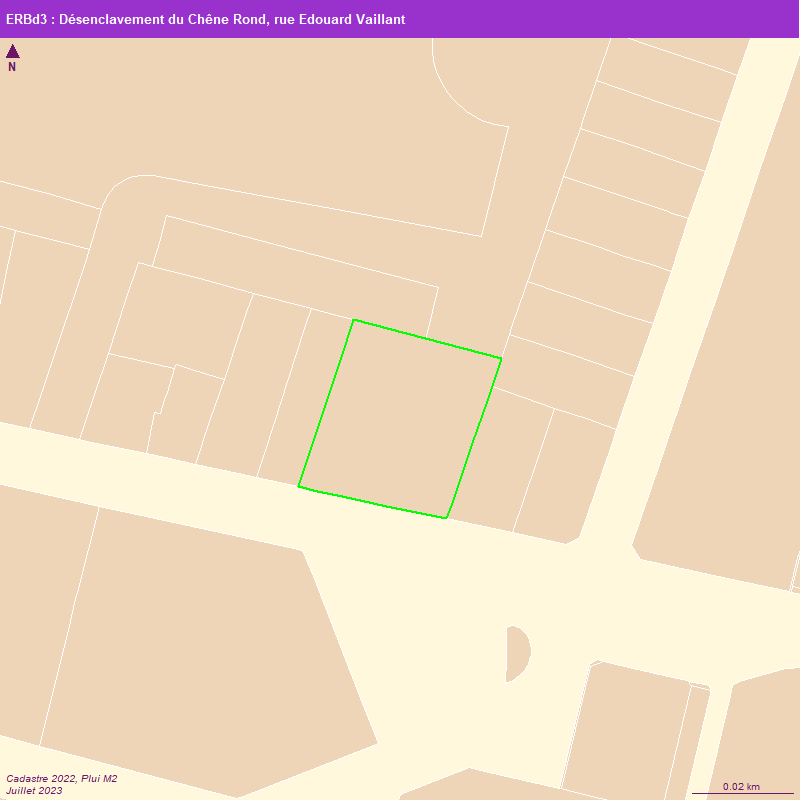 ERBd3 : Désenclavement du Chêne Rond, rue Edouard Vaillant
N
Cadastre 2022, Plui M2
Juillet 2023
0.02 km